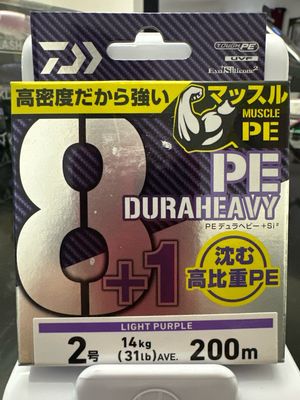 DAIWA
TOUGH PE
UVF
Evo Silicone2
高密度だから強い
マッスル
MUSCLE
PE
8+1
PE
DURAHEAVY
PEデュラヘビー+Si²
沈む
高比重PE
LIGHT PURPLE
2号
14kg
(31lb)AVE.
200m